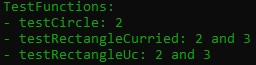 TestFunctions:
- testCircle: 2
- testRectangleCurried: 2 and 3
- testRectangleUc: 2 and 3